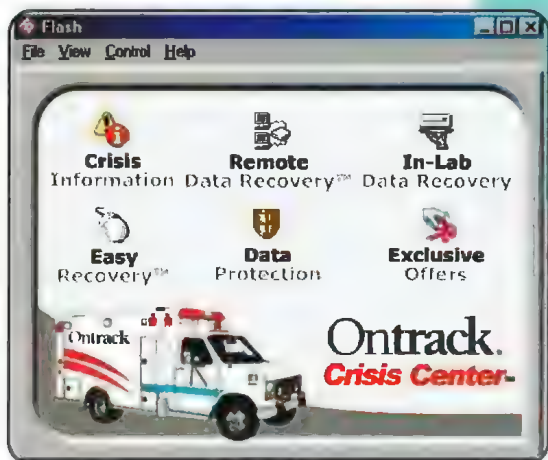 Flash
File View Control Help
Crisis
Information
Remote
Data Recovery™
In-Lab
Data Recovery
Easy
Recovery™
Data
Protection
Exclusive
Offers
Ontrack
Ontrack.
Crisis Center™